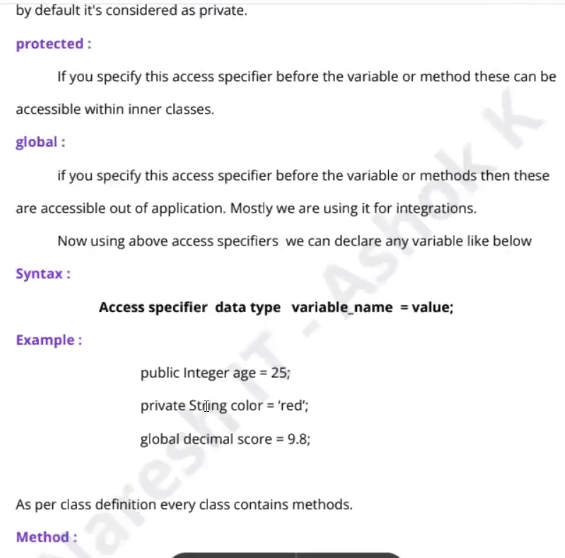 by default it's considered as private.
protected :
If you specify this access specifier before the variable or method these can be
accessible within inner classes.
global :
if you specify this access specifier before the variable or methods then these
are accessible out of application. Mostly we are using it for integrations.
Now using above access specifiers we can declare any variable like below
Syntax :
Access specifier data type variable_name = value;
Example :
public Integer age = 25;
private String color = 'red';
global decimal score = 9.8;
As per class definition every class contains methods.
Method :
Naresh IT - Ashok K